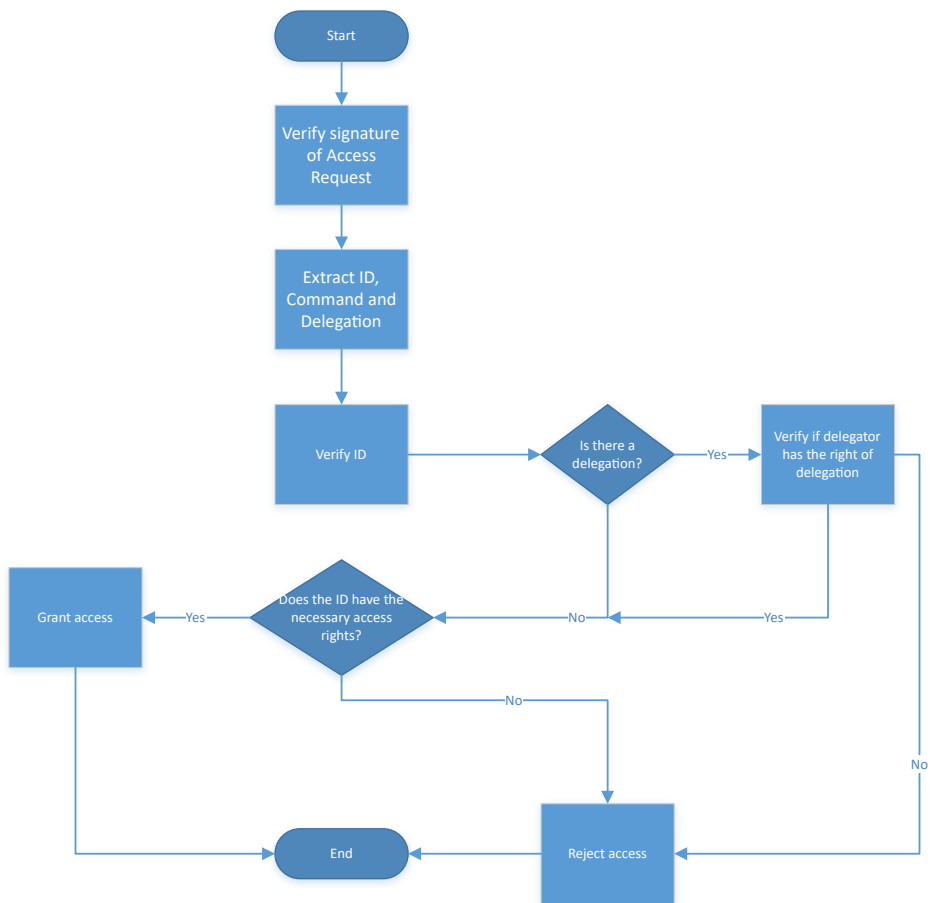 Start
Verify signature
of Access
Request
Extract ID,
Command and
Delegation
Verify ID
Is there a
delegation?
Yes
Verify if delegator
has the right of
delegation
Grant access
Yes
Does the ID have the
necessary access
rights?
No
Yes
No
No
End
Reject access